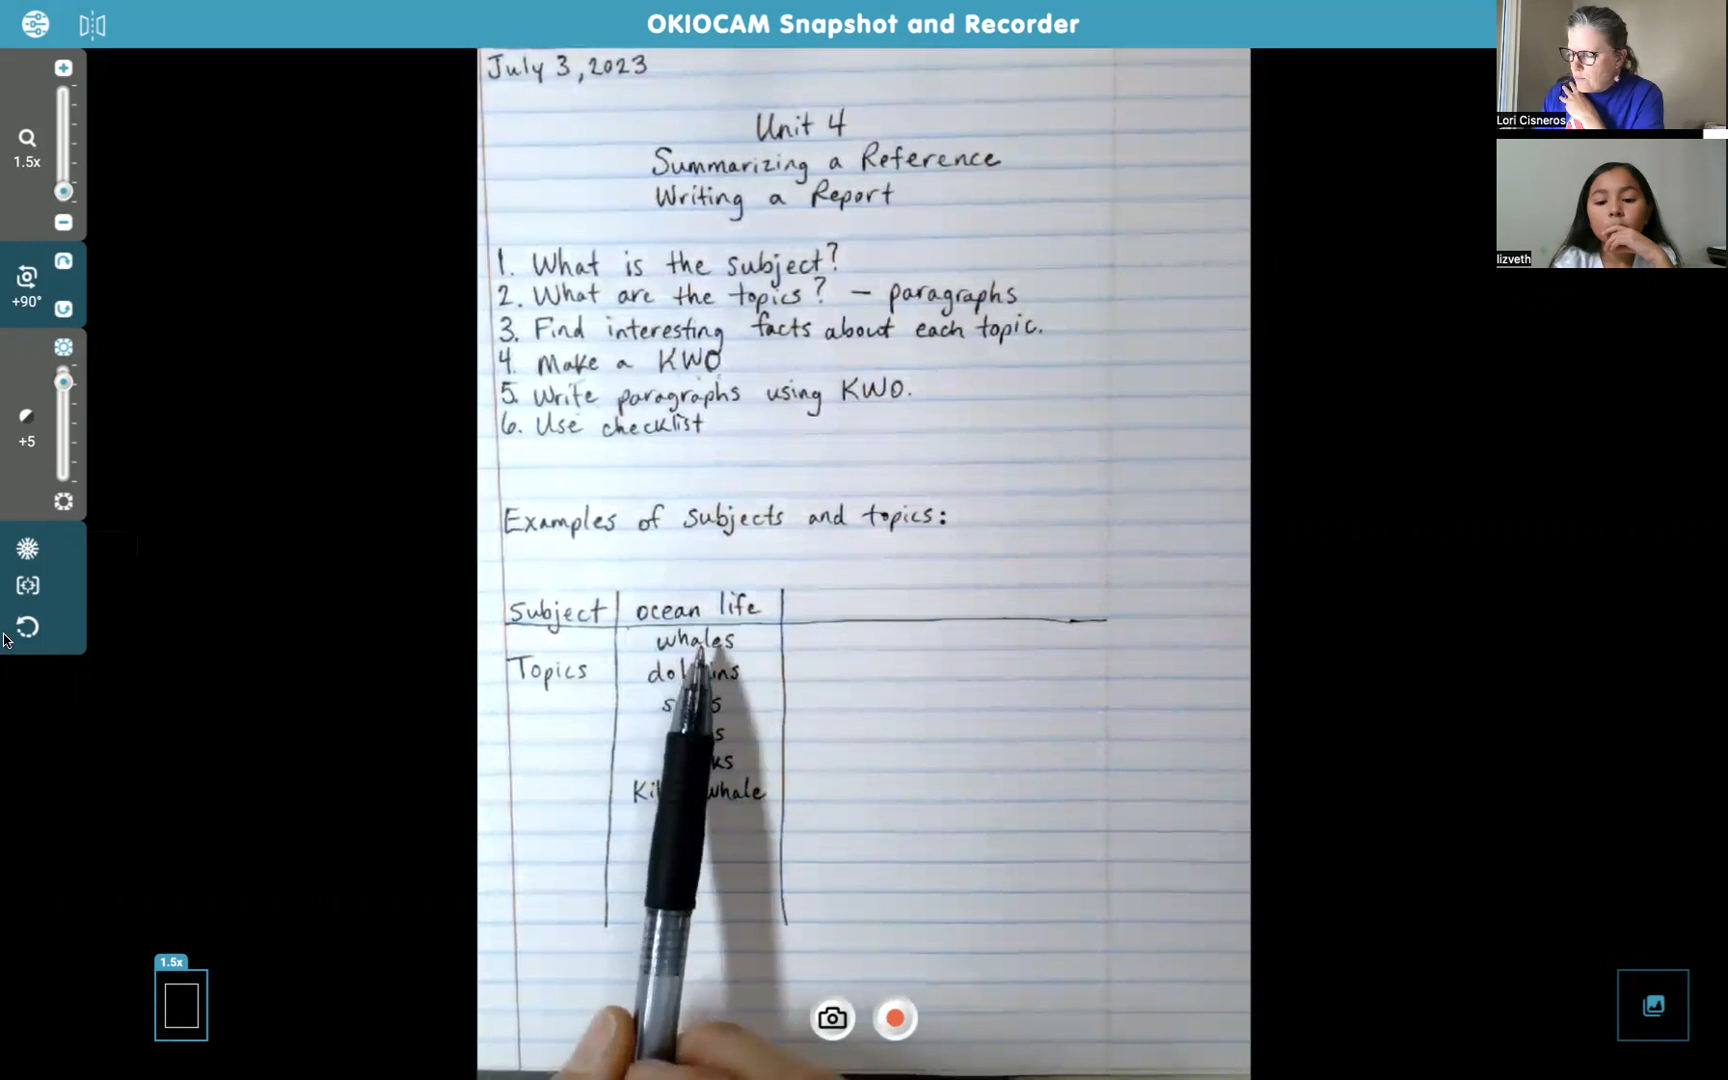 OKIOCAM Snapshot and Recorder
Lori Cisneros
lizveth
1.5x
+90°
+5
1.5x
July 3, 2023
Unit 4
Summarizing a Reference
Writing a Report
1. What is the subject?
2. What are the topics? — paragraphs
3. Find interesting facts about each topic.
4. Make a KWO
5. Write paragraphs using KWO.
6. Use checklist
Examples of subjects and topics:
Subject ocean life
whales
Topics
whale